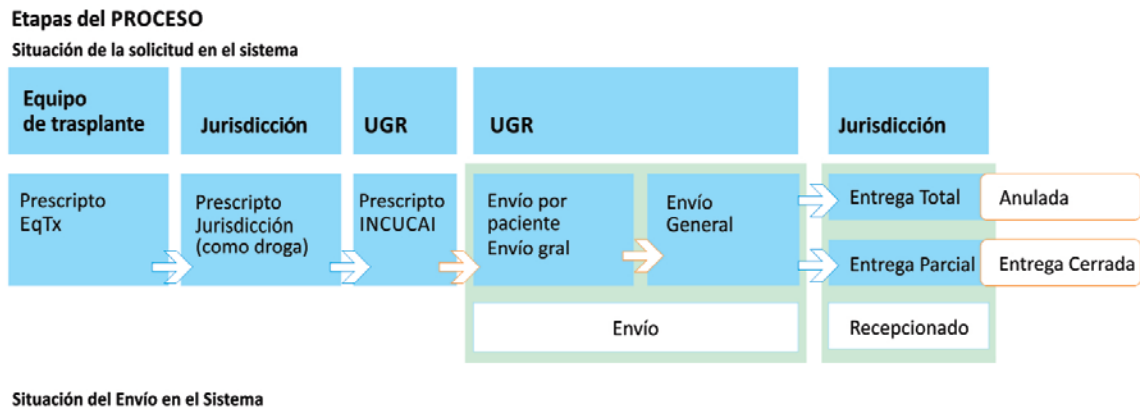 Etapas del PROCESO
Situación de la solicitud en el sistema
Equipo
de trasplante
Jurisdicción
UGR
UGR
Jurisdicción
Prescripto
EqTx
Prescripto
Jurisdicción
(como droga)
Prescripto
INCUCAI
Envío por
paciente
Envío gral
Envío
General
Entrega Total
Anulada
Entrega Parcial
Entrega Cerrada
Envío
Recepcionado
Situación del Envío en el Sistema